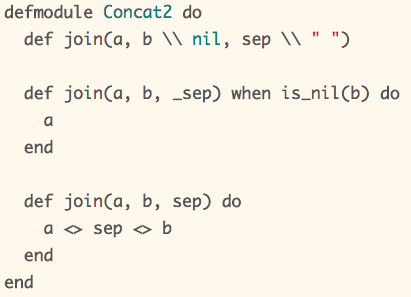 defmodule Concat2 do
  def join(a, b \\ nil, sep \\ " ")

  def join(a, b, _sep) when is_nil(b) do
    a
  end

  def join(a, b, sep) do
    a <> sep <> b
  end
end